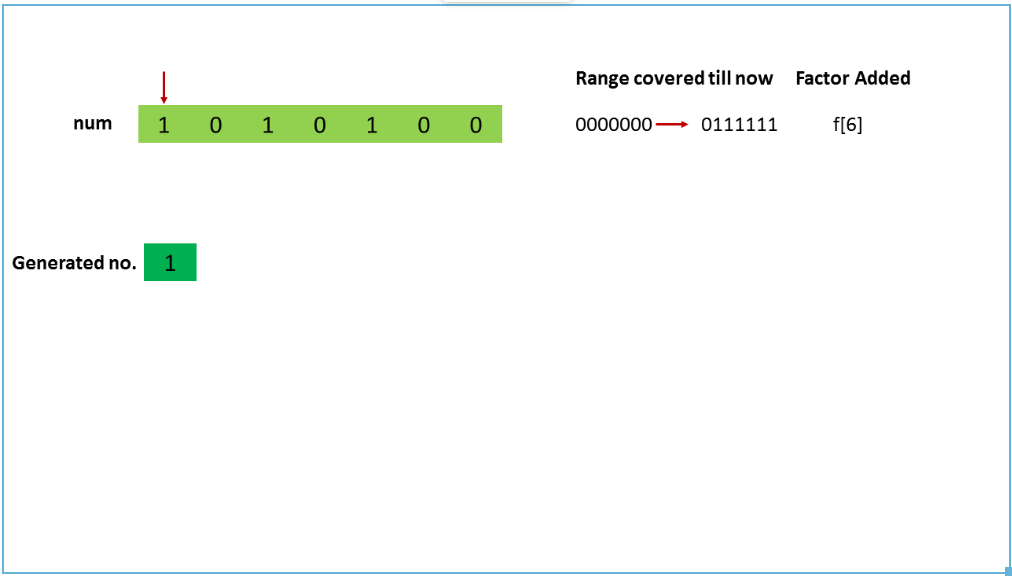 Range covered till now Factor Added
num 1 0 1 0 1 0 0 0000000 0111111 f[6]
Generated no. 1